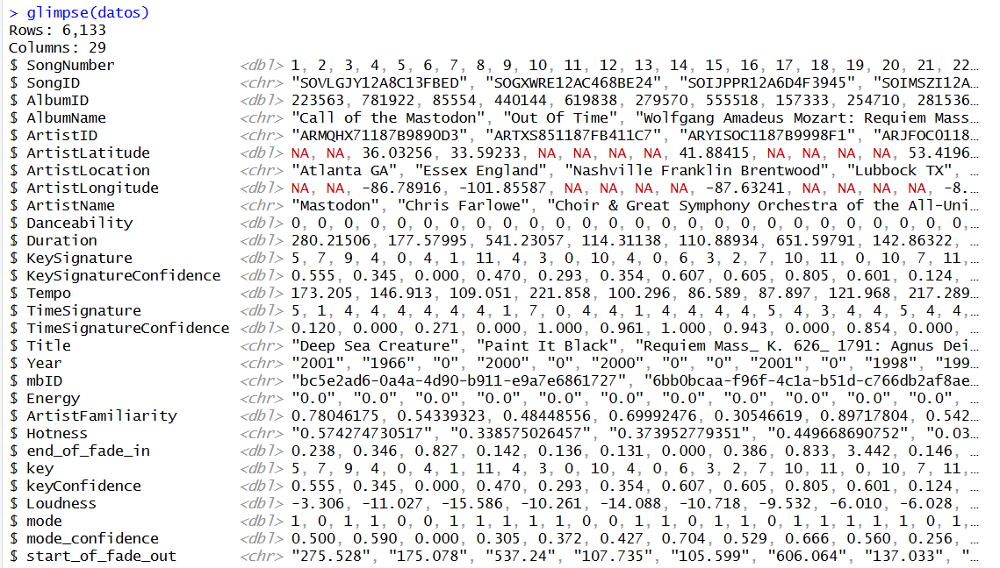 > glimpse(datos)
Rows: 6,133
Columns: 29
$ SongNumber <dbl> 1, 2, 3, 4, 5, 6, 7, 8, 9, 10, 11, 12, 13, 14, 15, 16, 17, 18, 19, 20, 21, 22…
$ SongID <chr> "SOVLGJY12A8C13FBED", "SOGXWRE12AC468BE24", "SOIJPPR12A6D4F3945", "SOIMSZI12A…
$ AlbumID <dbl> 223563, 781922, 85554, 440144, 619838, 279570, 555518, 157333, 254710, 281536…
$ AlbumName <chr> "Call of the Mastodon", "Out Of Time", "Wolfgang Amadeus Mozart: Requiem Mass…
$ ArtistID <chr> "ARMQHX71187B9890D3", "ARTXS851187FB411C7", "ARYISOC1187B9998F1", "ARJFOC0118…
$ ArtistLatitude <dbl> NA, NA, 36.03256, 33.59233, NA, NA, NA, NA, 41.88415, NA, NA, NA, NA, 53.4196…
$ ArtistLocation <chr> "Atlanta GA", "Essex England", "Nashville Franklin Brentwood", "Lubbock TX", …
$ ArtistLongitude <dbl> NA, NA, -86.78916, -101.85587, NA, NA, NA, NA, -87.63241, NA, NA, NA, NA, -8.…
$ ArtistName <chr> "Mastodon", "Chris Farlowe", "Choir & Great Symphony Orchestra of the All-Uni…
$ Danceability <dbl> 0, 0, 0, 0, 0, 0, 0, 0, 0, 0, 0, 0, 0, 0, 0, 0, 0, 0, 0, 0, 0, 0, 0, 0, 0, 0,…
$ Duration <dbl> 280.21506, 177.57995, 541.23057, 114.31138, 110.88934, 651.59791, 142.86322, …
$ KeySignature <dbl> 5, 7, 9, 4, 0, 4, 1, 11, 4, 3, 0, 10, 4, 0, 6, 3, 2, 7, 10, 11, 0, 10, 7, 11,…
$ KeySignatureConfidence <dbl> 0.555, 0.345, 0.000, 0.470, 0.293, 0.354, 0.607, 0.605, 0.805, 0.601, 0.124, …
$ Tempo <dbl> 173.205, 146.913, 109.051, 221.858, 100.296, 86.589, 87.897, 121.968, 217.289…
$ TimeSignature <dbl> 5, 1, 4, 4, 4, 4, 4, 4, 1, 7, 0, 4, 4, 1, 4, 4, 4, 4, 5, 4, 3, 4, 4, 5, 4, 4,…
$ TimeSignatureConfidence <dbl> 0.120, 0.000, 0.271, 0.000, 1.000, 0.961, 1.000, 0.943, 0.000, 0.854, 0.000, …
$ Title <chr> "Deep Sea Creature", "Paint It Black", "Requiem Mass_ K. 626_ 1791: Agnus Dei…
$ Year <chr> "2001", "1966", "0", "2000", "0", "2000", "0", "0", "2001", "0", "1998", "199…
$ mbID <chr> "bc5e2ad6-0a4a-4d90-b911-e9a7e6861727", "6bb0bcaa-f96f-4c1a-b51d-c766db2af8ae…
$ Energy <chr> "0.0", "0.0", "0.0", "0.0", "0.0", "0.0", "0.0", "0.0", "0.0", "0.0", "0.0", …
$ ArtistFamiliarity <dbl> 0.78046175, 0.54339323, 0.48448556, 0.69992476, 0.30546619, 0.89717804, 0.542…
$ Hotness <chr> "0.574274730517", "0.338575026457", "0.373952779351", "0.449668690752", "0.03…
$ end_of_fade_in <dbl> 0.238, 0.346, 0.827, 0.142, 0.136, 0.131, 0.000, 0.386, 0.833, 3.442, 0.146, …
$ key <dbl> 5, 7, 9, 4, 0, 4, 1, 11, 4, 3, 0, 10, 4, 0, 6, 3, 2, 7, 10, 11, 0, 10, 7, 11,…
$ keyConfidence <dbl> 0.555, 0.345, 0.000, 0.470, 0.293, 0.354, 0.607, 0.605, 0.805, 0.601, 0.124, …
$ Loudness <dbl> -3.306, -11.027, -15.586, -10.261, -14.088, -10.718, -9.532, -6.010, -6.028, …
$ mode <dbl> 1, 0, 1, 1, 0, 0, 1, 1, 1, 1, 1, 0, 0, 1, 1, 0, 1, 1, 0, 1, 1, 1, 1, 1, 0, 1,…
$ mode_confidence <dbl> 0.500, 0.590, 0.000, 0.305, 0.372, 0.427, 0.704, 0.529, 0.666, 0.560, 0.256, …
$ start_of_fade_out <chr> "275.528", "175.078", "537.24", "107.735", "105.599", "606.064", "137.033", "…